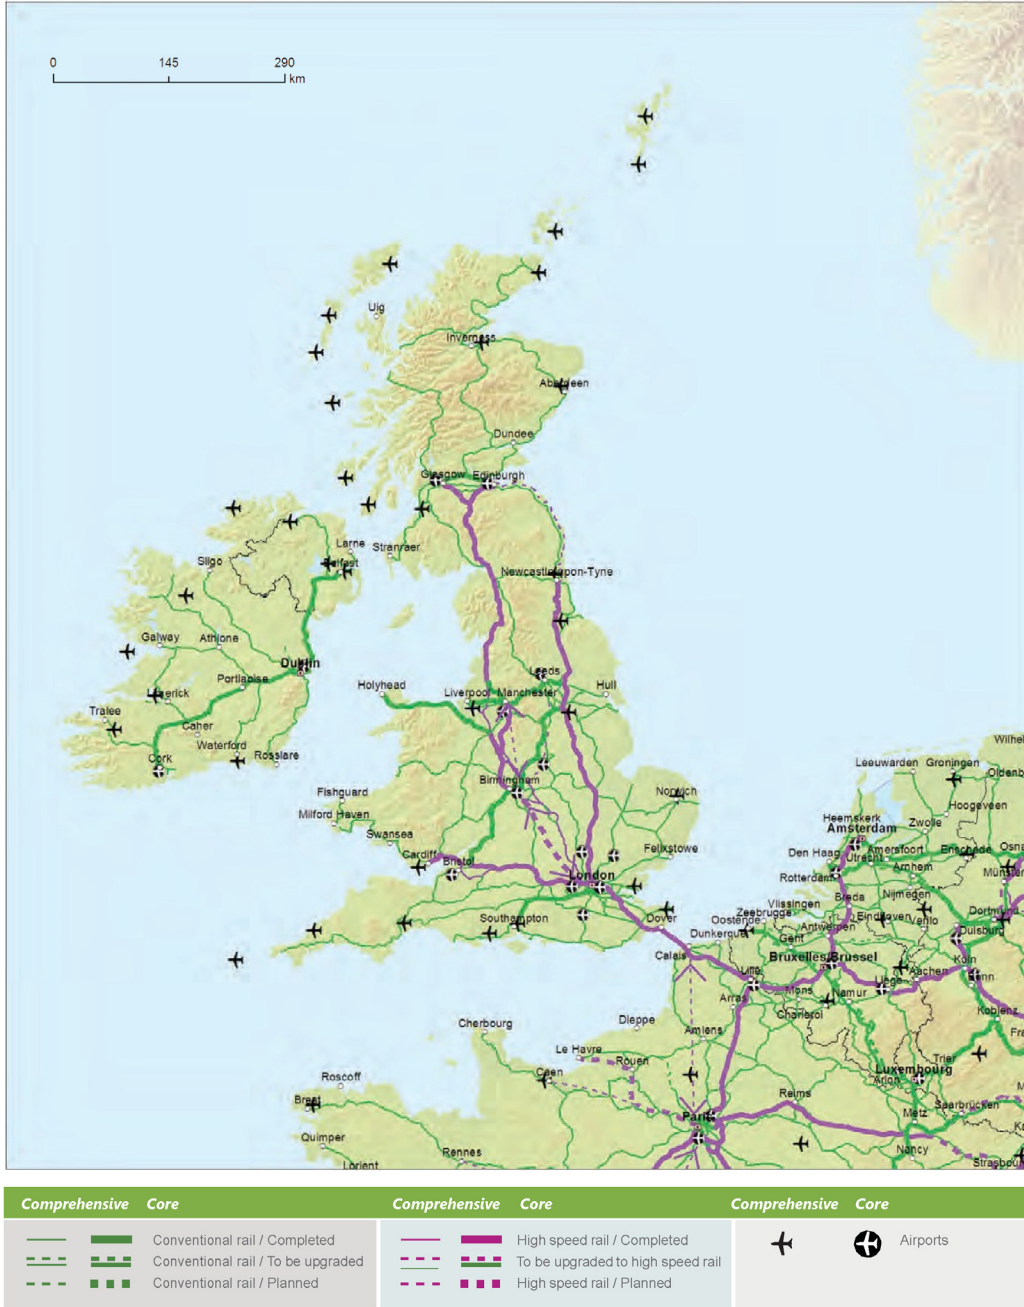 0 145 290
km
Uig
Inverness
Aberdeen
Dundee
Glasgow Edinburgh
Larne
Stranraer
Sligo
Belfast
Newcastle-upon-Tyne
Galway Athlone
Dublin
Leeds
Portlaoise
Holyhead
Liverpool Manchester
Hull
Limerick
Tralee
Caher
Waterford
Rosslare
Cork
Birmingham
Norwich
Fishguard
Milford Haven
Swansea
Felixstowe
Cardiff
Bristol
London
Southampton
Dover
Leeuwarden Groningen
Hoogeveen
Heemskerk
Zwolle
Amsterdam
Amersfoort
Enschede
Den Haag
Utrecht
Arnhem
Rotterdam
Nijmegen
Breda
Vlissingen
Zeebrugge
Oostende
Eindhoven
Venlo
Dortmund
Antwerpen
Duisburg
Dunkerque
Gent
Calais
Bruxelles/Brussel
Köln
Lille
Aachen
Liège
Mons
Namur
Arras
Charleroi
Koblenz
Cherbourg
Dieppe
Amiens
Le Havre
Rouen
Trier
Luxembourg
Arlon
Caen
Roscoff
Reims
Brest
Saarbrücken
Paris
Metz
Quimper
Nancy
Rennes
Lorient
Comprehensive Core Comprehensive Core Comprehensive Core
Conventional rail / Completed
High speed rail / Completed
Airports
Conventional rail / To be upgraded
To be upgraded to high speed rail
Conventional rail / Planned
High speed rail / Planned